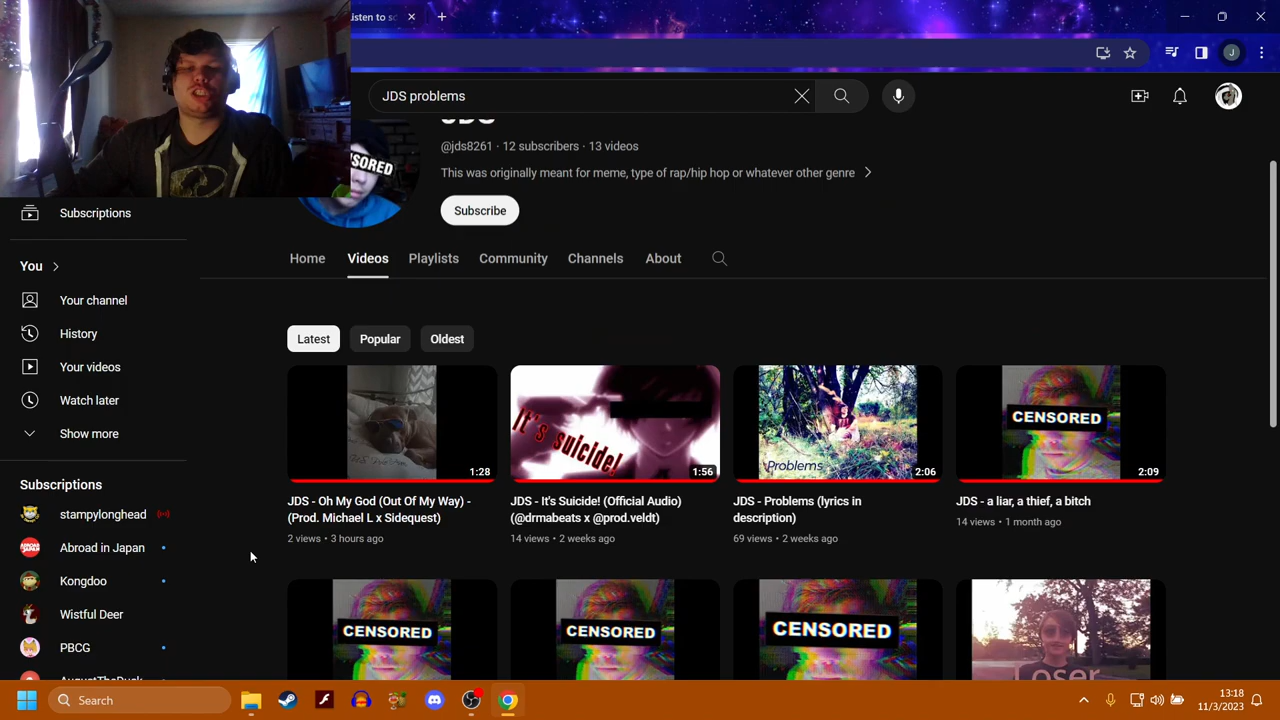 isten to sc
JDS problems
JDS
@jds8261 · 12 subscribers · 13 videos
This was originally meant for meme, type of rap/hip hop or whatever other genre
SORED
Subscribe
Home Videos Playlists Community Channels About
Latest Popular Oldest
Subscriptions
You
Your channel
History
Your videos
Watch later
Show more
Subscriptions
stampylonghead
Abroad in Japan
Kongdoo
Wistful Deer
PBCG
AugustTheDuck
1:28
It's suicide!
1:56
Problems
2:06
CENSORED
2:09
JDS - Oh My God (Out Of My Way) - (Prod. Michael L x Sidequest)
2 views · 3 hours ago
JDS - It's Suicide! (Official Audio) (@drmabeats x @prod.veldt)
14 views · 2 weeks ago
JDS - Problems (lyrics in description)
69 views · 2 weeks ago
JDS - a liar, a thief, a bitch
14 views · 1 month ago
CENSORED
CENSORED
CENSORED
Loser
Search
13:18
11/3/2023
J